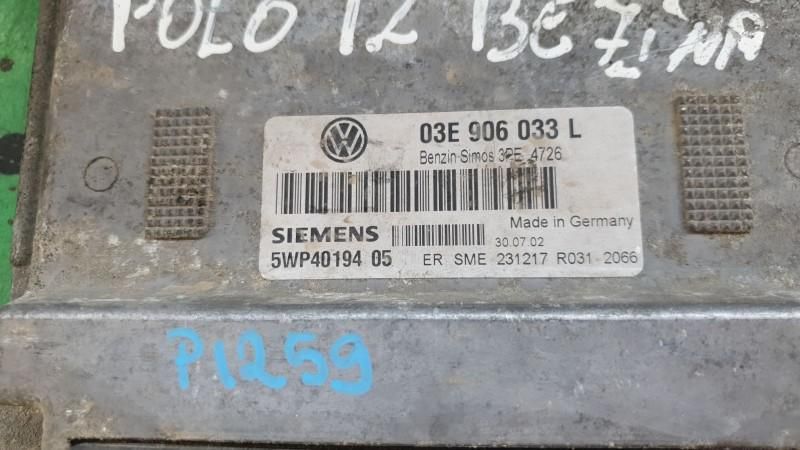 POLO 12 BEZINA
VW
03E 906 033 L
Benzin-Simos 3PE 4726
Made in Germany
SIEMENS
30.07.02
5WP40194 05 ER SME 231217 R031 2066
P1259